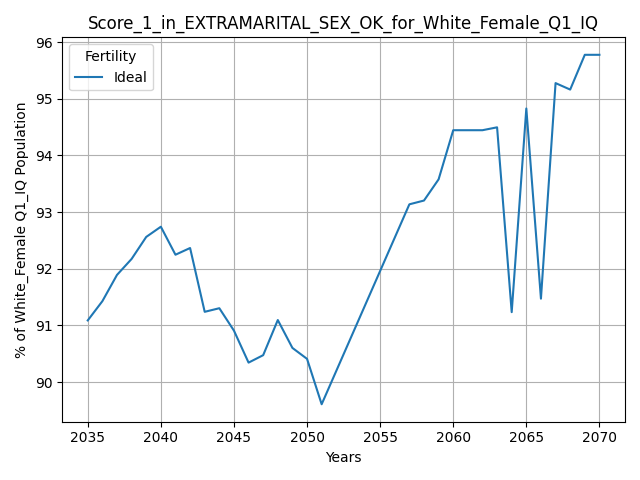 Score_1_in_EXTRAMARITAL_SEX_OK_for_White_Female_Q1_IQ
Fertility
Ideal
% of White_Female Q1_IQ Population
96
95
94
93
92
91
90
2035 2040 2045 2050 2055 2060 2065 2070
Years